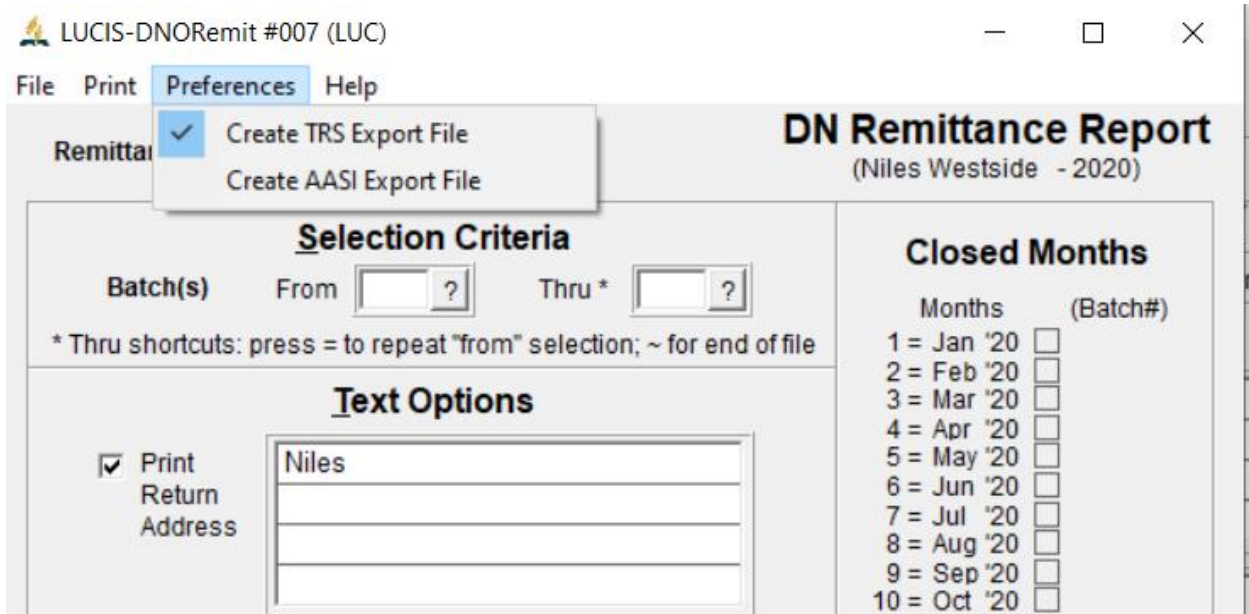 LUCIS-DNORemit #007 (LUC)
File Print Preferences Help
Create TRS Export File
Create AASI Export File
Remitta
DN Remittance Report
(Niles Westside - 2020)
Selection Criteria
Batch(s) From ? Thru * ?
* Thru shortcuts: press = to repeat "from" selection; ~ for end of file
Text Options
Print
Return
Address
Niles
Closed Months
Months (Batch#)
1 = Jan '20
2 = Feb '20
3 = Mar '20
4 = Apr '20
5 = May '20
6 = Jun '20
7 = Jul '20
8 = Aug '20
9 = Sep '20
10 = Oct '20